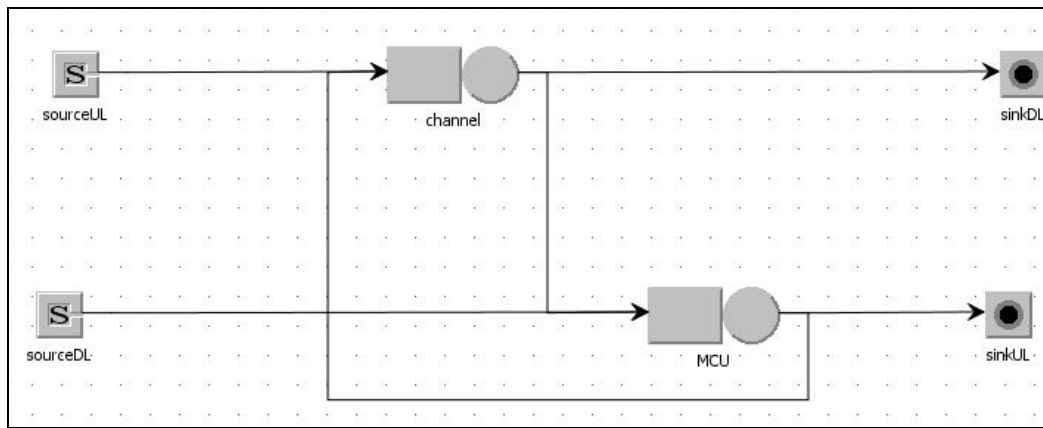 S
sourceUL
channel
sinkDL
S
sourceDL
MCU
sinkUL